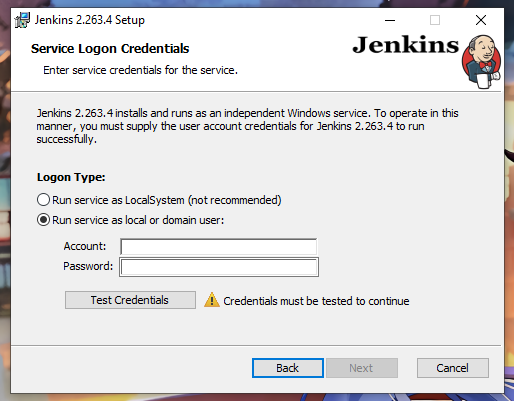 Jenkins 2.263.4 Setup
Service Logon Credentials
Enter service credentials for the service.
Jenkins
Jenkins 2.263.4 installs and runs as an independent Windows service. To operate in this
manner, you must supply the user account credentials for Jenkins 2.263.4 to run
successfully.
Logon Type:
Run service as LocalSystem (not recommended)
Run service as local or domain user:
Account:
Password:
Test Credentials
Credentials must be tested to continue
Back
Next
Cancel